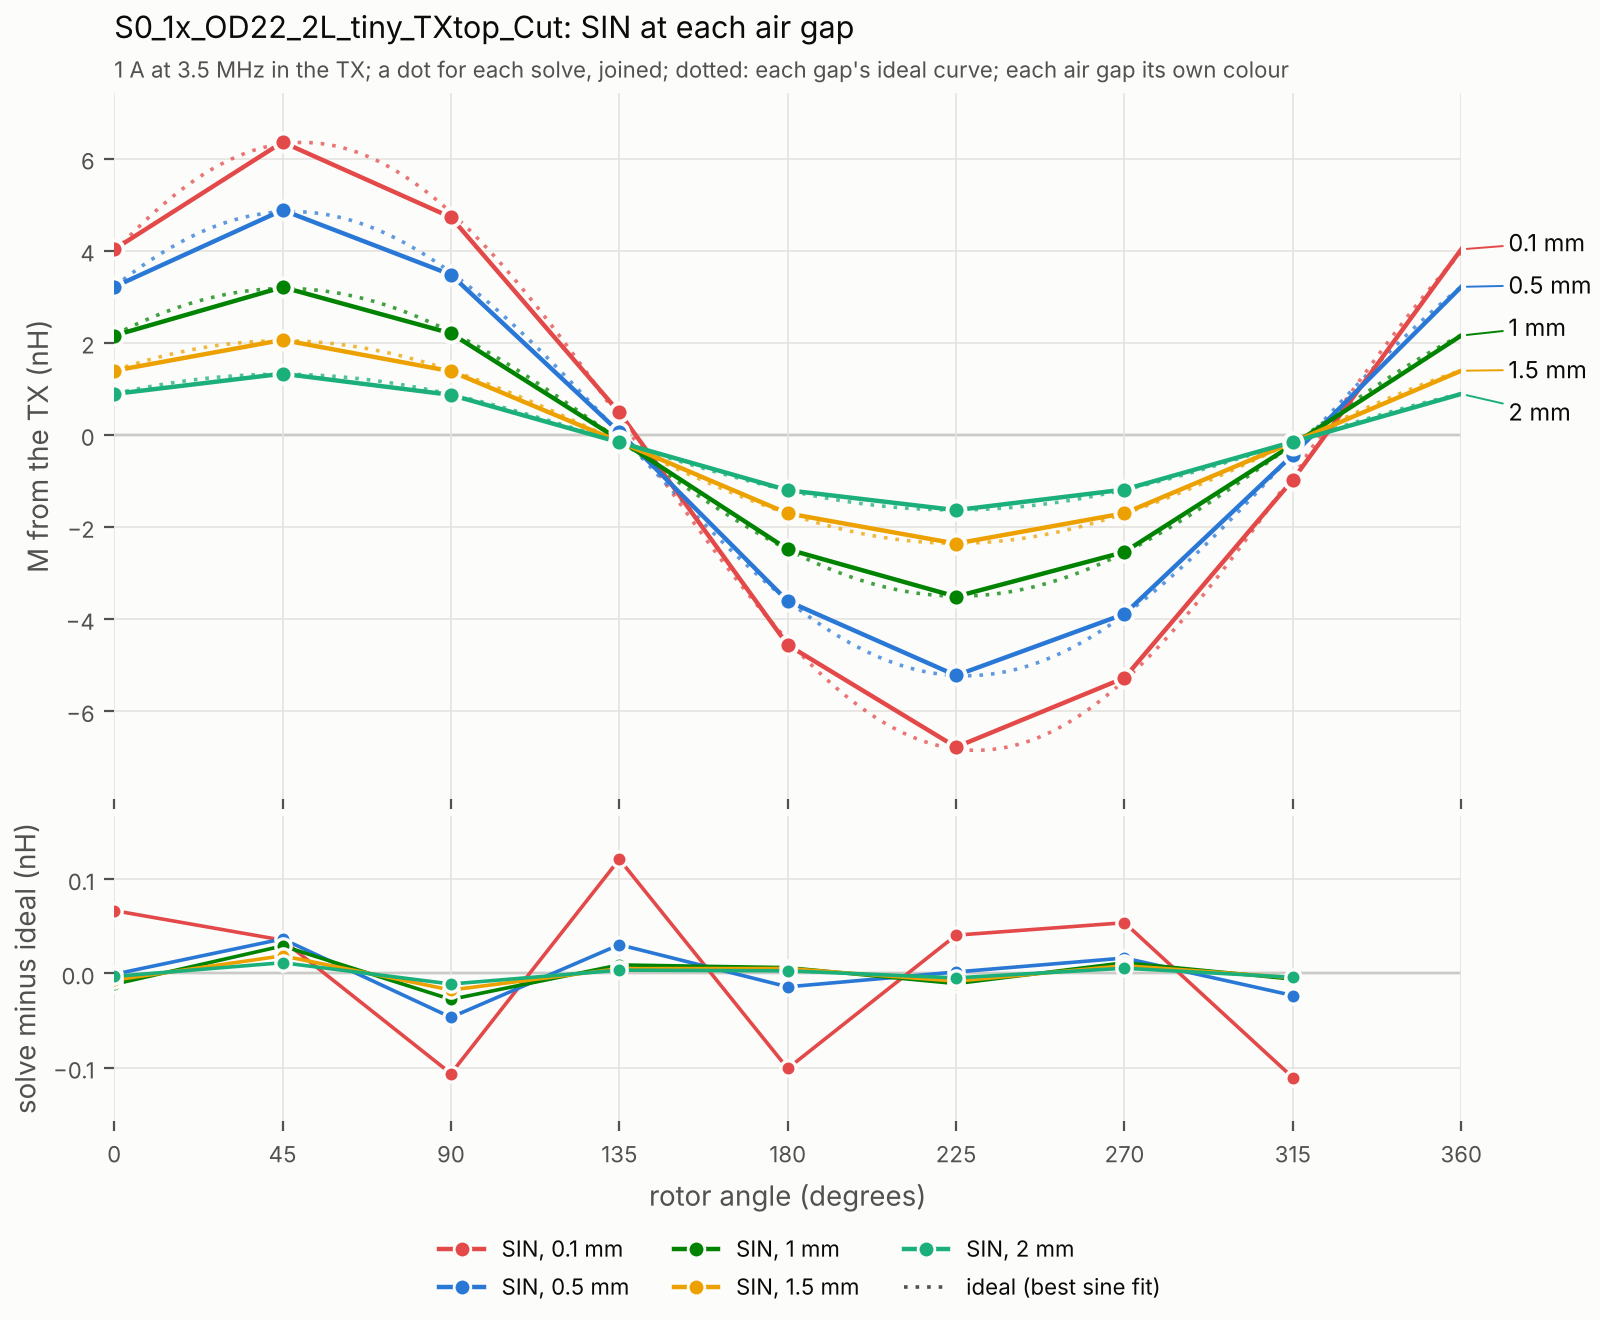 S0_1x_OD22_2L_tiny_TXtop_Cut: SIN at each air gap
1 A at 3.5 MHz in the TX; a dot for each solve, joined; dotted: each gap's ideal curve; each air gap its own colour
M from the TX (nH)
6
4
2
0
−2
−4
−6
0.1 mm
0.5 mm
1 mm
1.5 mm
2 mm
solve minus ideal (nH)
0.1
0.0
−0.1
0 45 90 135 180 225 270 315 360
rotor angle (degrees)
SIN, 0.1 mm SIN, 1 mm SIN, 2 mm
SIN, 0.5 mm SIN, 1.5 mm ideal (best sine fit)